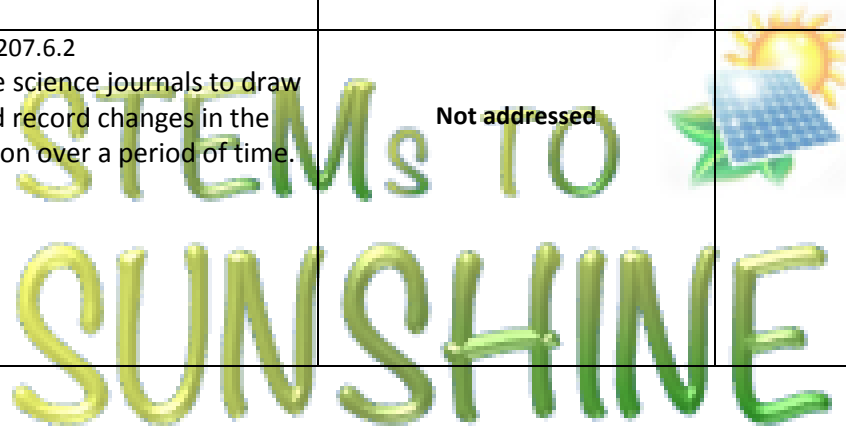 207.6.2
e science journals to draw
d record changes in the
on over a period of time.
Not addressed
STEMs TO
SUNSHINE